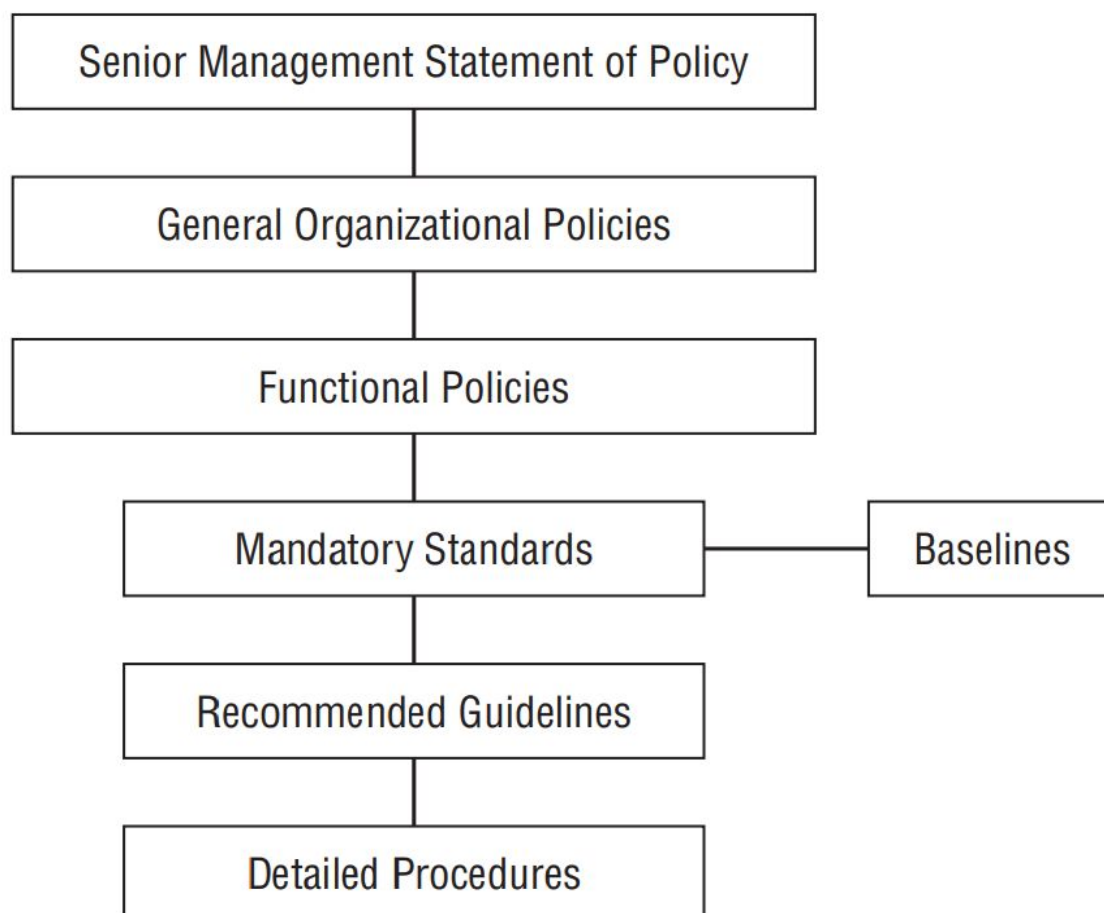 Senior Management Statement of Policy
General Organizational Policies
Functional Policies
Mandatory Standards
Baselines
Recommended Guidelines
Detailed Procedures